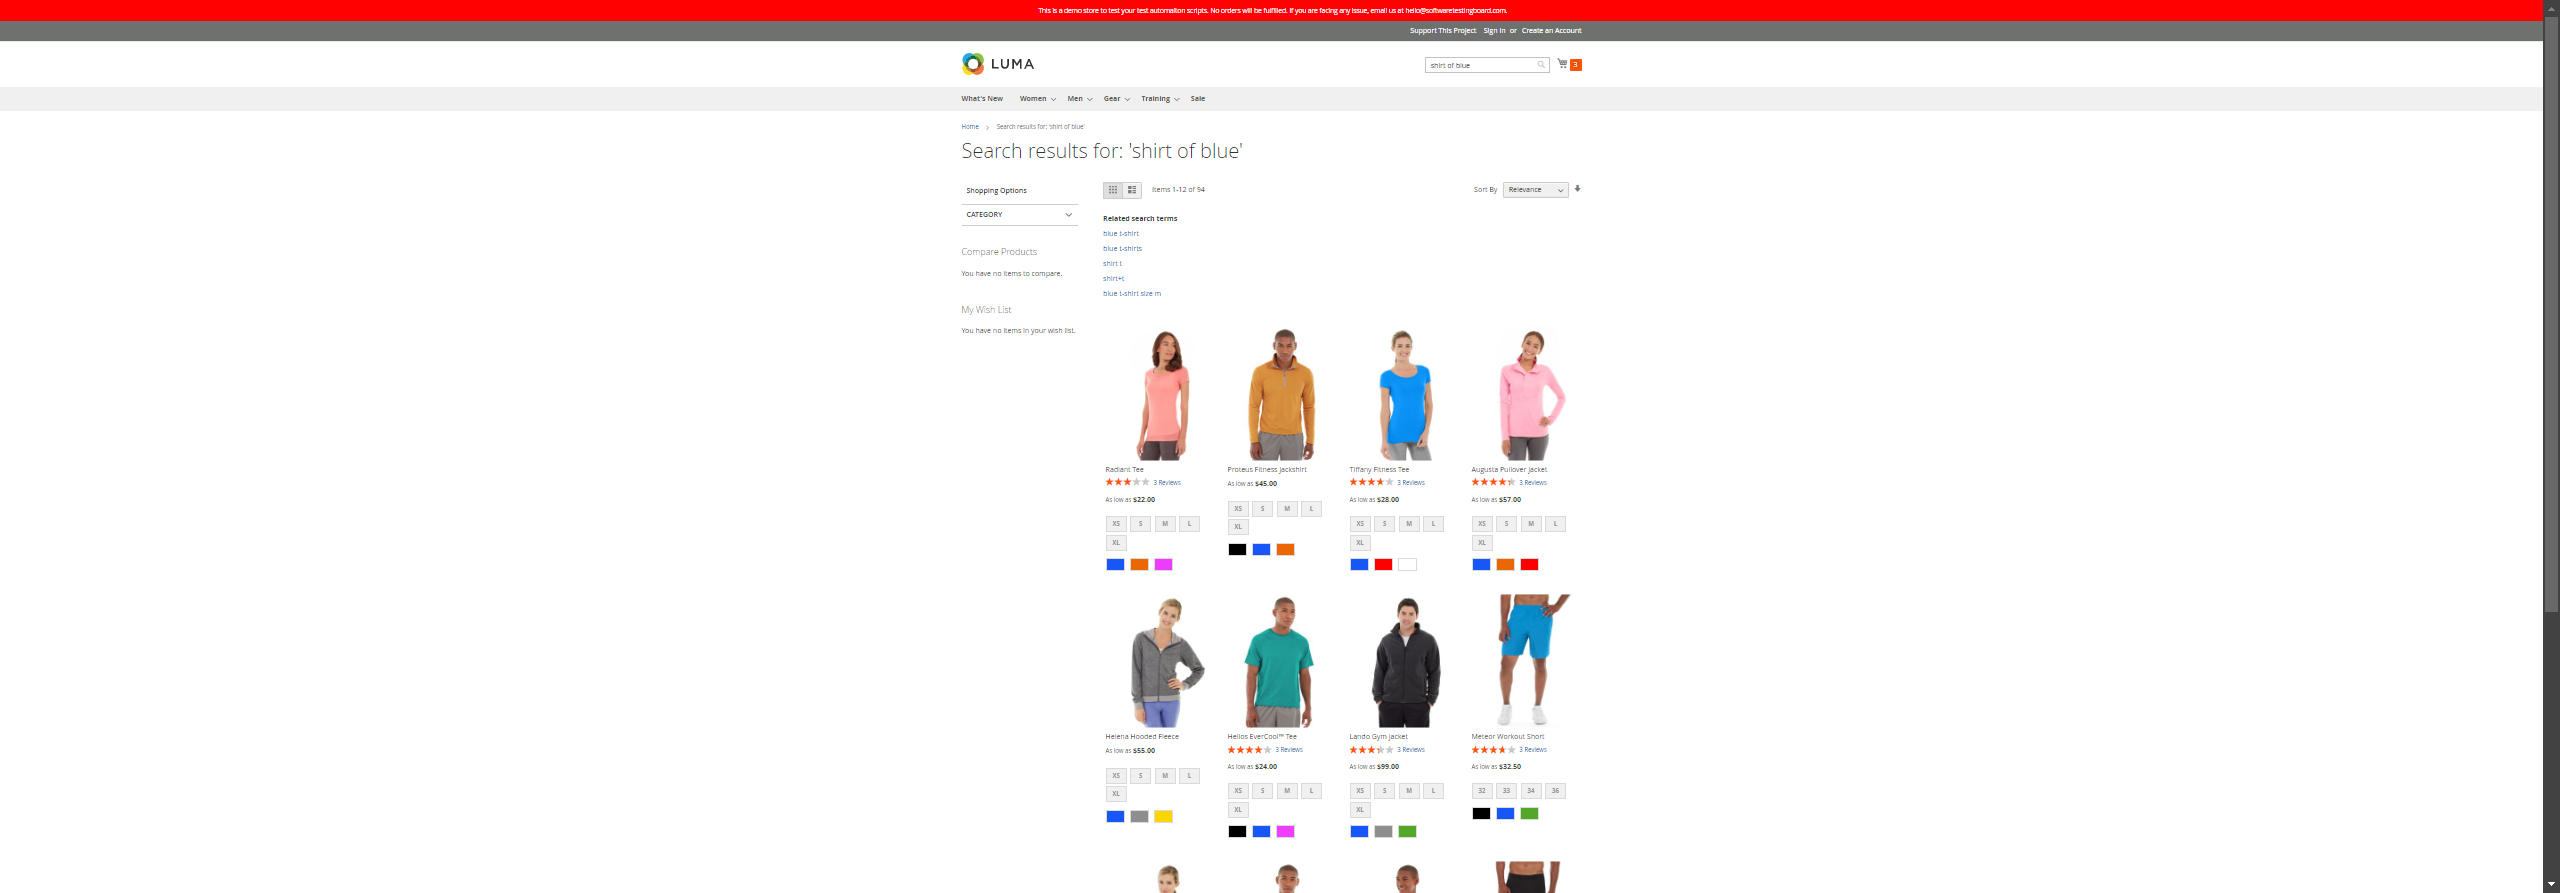 This is a demo store to test your test automaiton scripts. No orders will be fulfilled. If you are facing any issue, email us at hello@softwaretestingboard.com.
Support This Project Sign In or Create an Account
LUMA
shirt of blue
3
What's New Women Men Gear Training Sale
Home Search results for: 'shirt of blue'
Search results for: 'shirt of blue'
Shopping Options
CATEGORY
Compare Products
You have no items to compare.
My Wish List
You have no items in your wish list.
Items 1-12 of 94
Sort By Relevance
Related search terms
blue t-shirt
blue t-shirts
shirt t
shirt+t
blue t-shirt size m
Radiant Tee
3 Reviews
As low as $22.00
XS S M L
XL
Proteus Fitness Jackshirt
As low as $45.00
XS S M L
XL
Tiffany Fitness Tee
3 Reviews
As low as $28.00
XS S M L
XL
Augusta Pullover Jacket
3 Reviews
As low as $57.00
XS S M L
XL
Helena Hooded Fleece
As low as $55.00
XS S M L
XL
Helios EverCool™ Tee
3 Reviews
As low as $24.00
XS S M L
XL
Lando Gym Jacket
3 Reviews
As low as $99.00
XS S M L
XL
Meteor Workout Short
3 Reviews
As low as $32.50
32 33 34 36